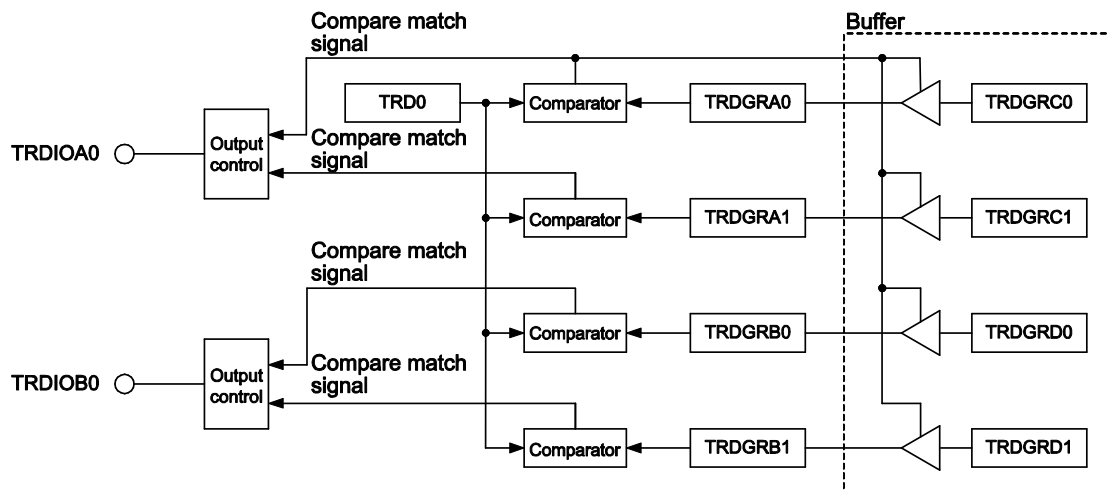 Compare match
signal
Buffer
TRD0
Comparator
TRDGRA0
TRDGRC0
TRDIOA0
Output
control
Compare match
signal
Comparator
TRDGRA1
TRDGRC1
Compare match
signal
Comparator
TRDGRB0
TRDGRD0
TRDIOB0
Output
control
Compare match
signal
Comparator
TRDGRB1
TRDGRD1